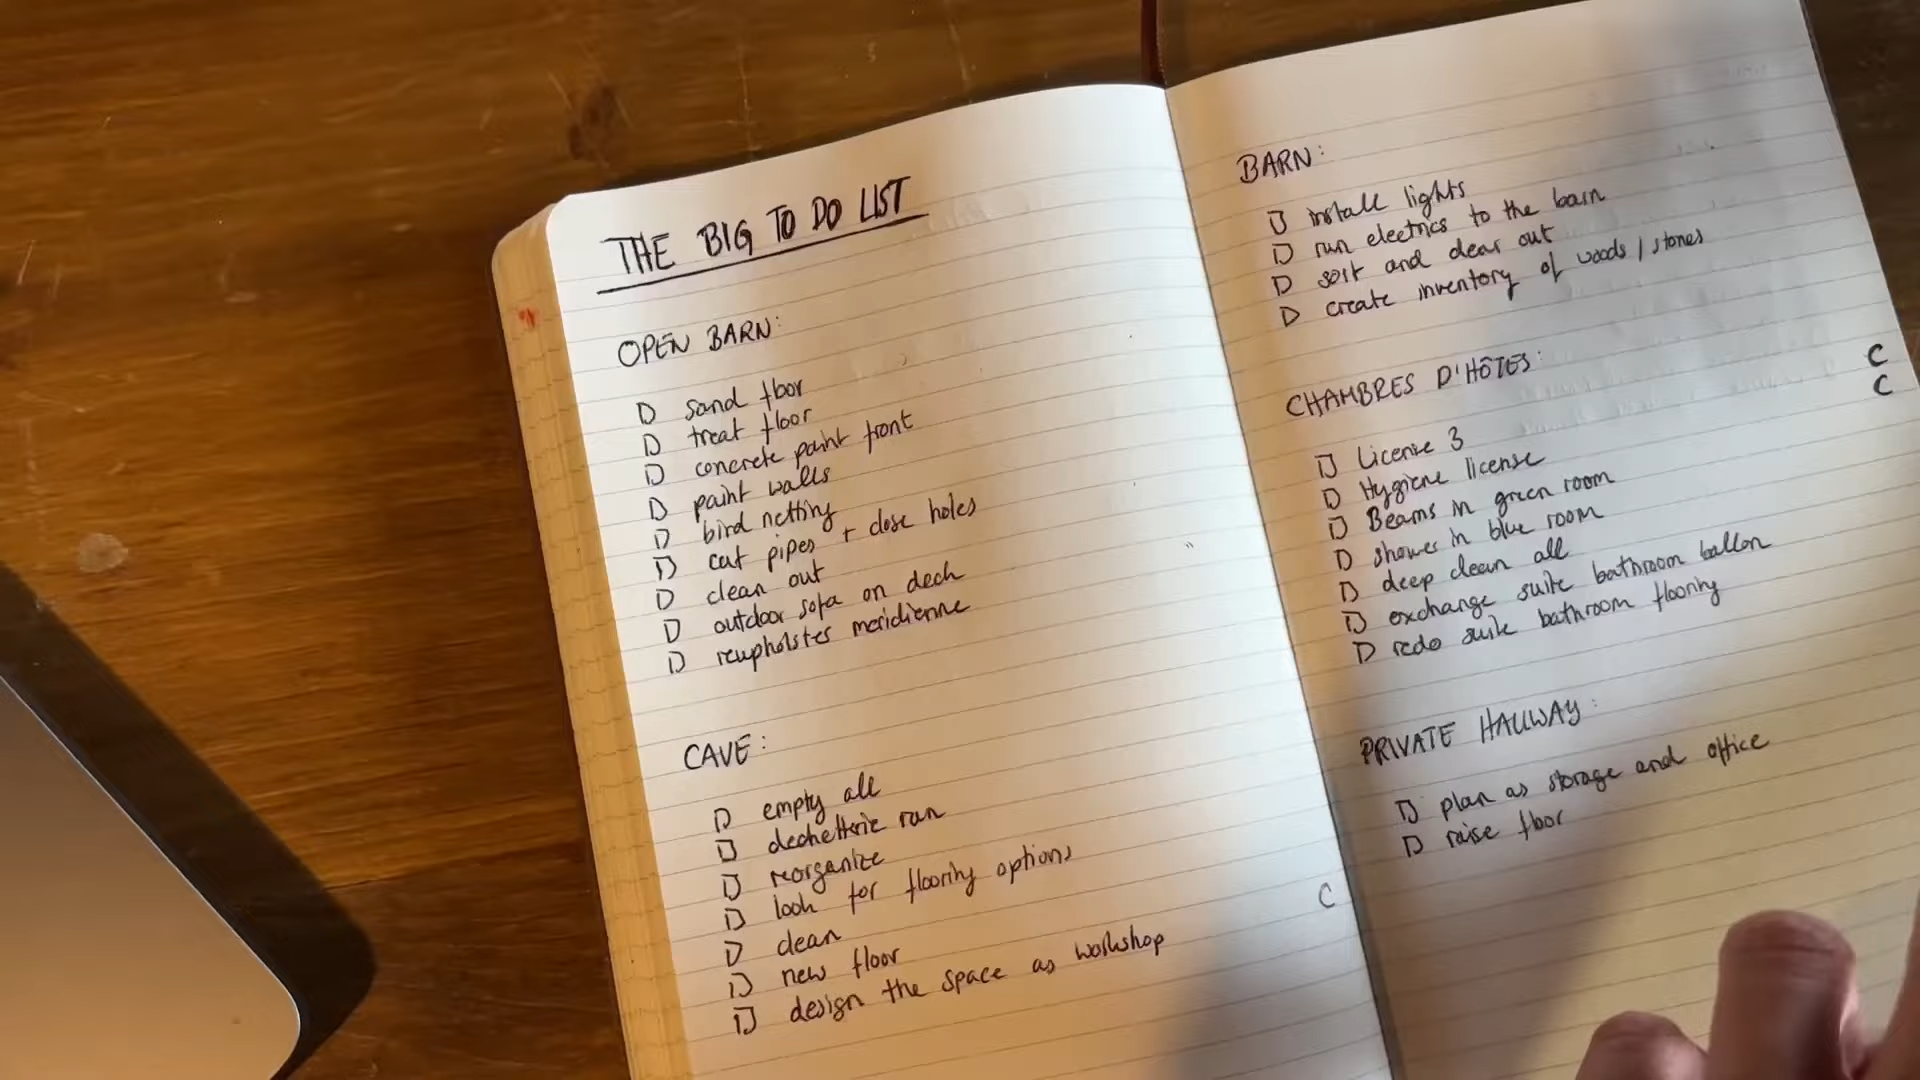 THE BIG TO DO LIST
OPEN BARN:
sand floor
treat floor
concrete paint front
paint walls
bird netting
cut pipes + close holes
clean out
outdoor sofa on deck
reupholster meridienne
CAVE:
empty all
dechetterie run
reorganize
look for flooring options
clean
new floor
C
design the space as workshop
BARN:
install lights
run electrics to the barn
sort and clear out
create inventory of woods / stones
CHAMBRES D'HÔTES:
C
C
License 3
Hygiene license
Beams in green room
shower in blue room
deep clean all
exchange suite bathroom ballon
redo suite bathroom flooring
PRIVATE HALLWAY:
plan as storage and office
raise floor